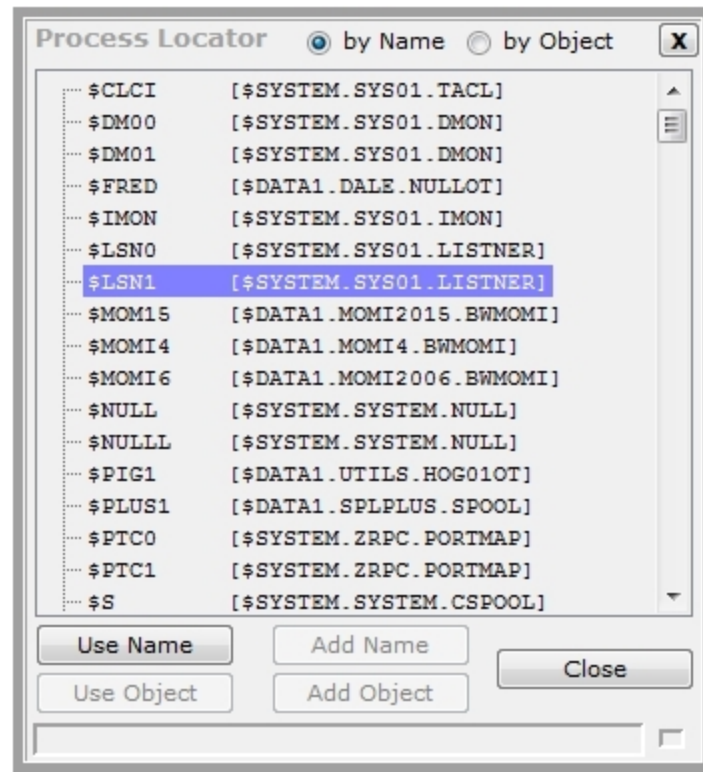 Process Locator by Name by Object X
$CLCI [$SYSTEM.SYS01.TACL]
$DM00 [$SYSTEM.SYS01.DMON]
$DM01 [$SYSTEM.SYS01.DMON]
$FRED [$DATA1.DALE.NULLOT]
$IMON [$SYSTEM.SYS01.IMON]
$LSN0 [$SYSTEM.SYS01.LISTNER]
$LSN1 [$SYSTEM.SYS01.LISTNER]
$MOM15 [$DATA1.MOMI2015.BWMOMI]
$MOMI4 [$DATA1.MOMI4.BWMOMI]
$MOMI6 [$DATA1.MOMI2006.BWMOMI]
$NULL [$SYSTEM.SYSTEM.NULL]
$NULLL [$SYSTEM.SYSTEM.NULL]
$PIG1 [$DATA1.UTILS.HOG01OT]
$PLUS1 [$DATA1.SPLPLUS.SPOOL]
$PTC0 [$SYSTEM.ZRPC.PORTMAP]
$PTC1 [$SYSTEM.ZRPC.PORTMAP]
$S [$SYSTEM.SYSTEM.CSPOOL]
Use Name Add Name
Close
Use Object Add Object